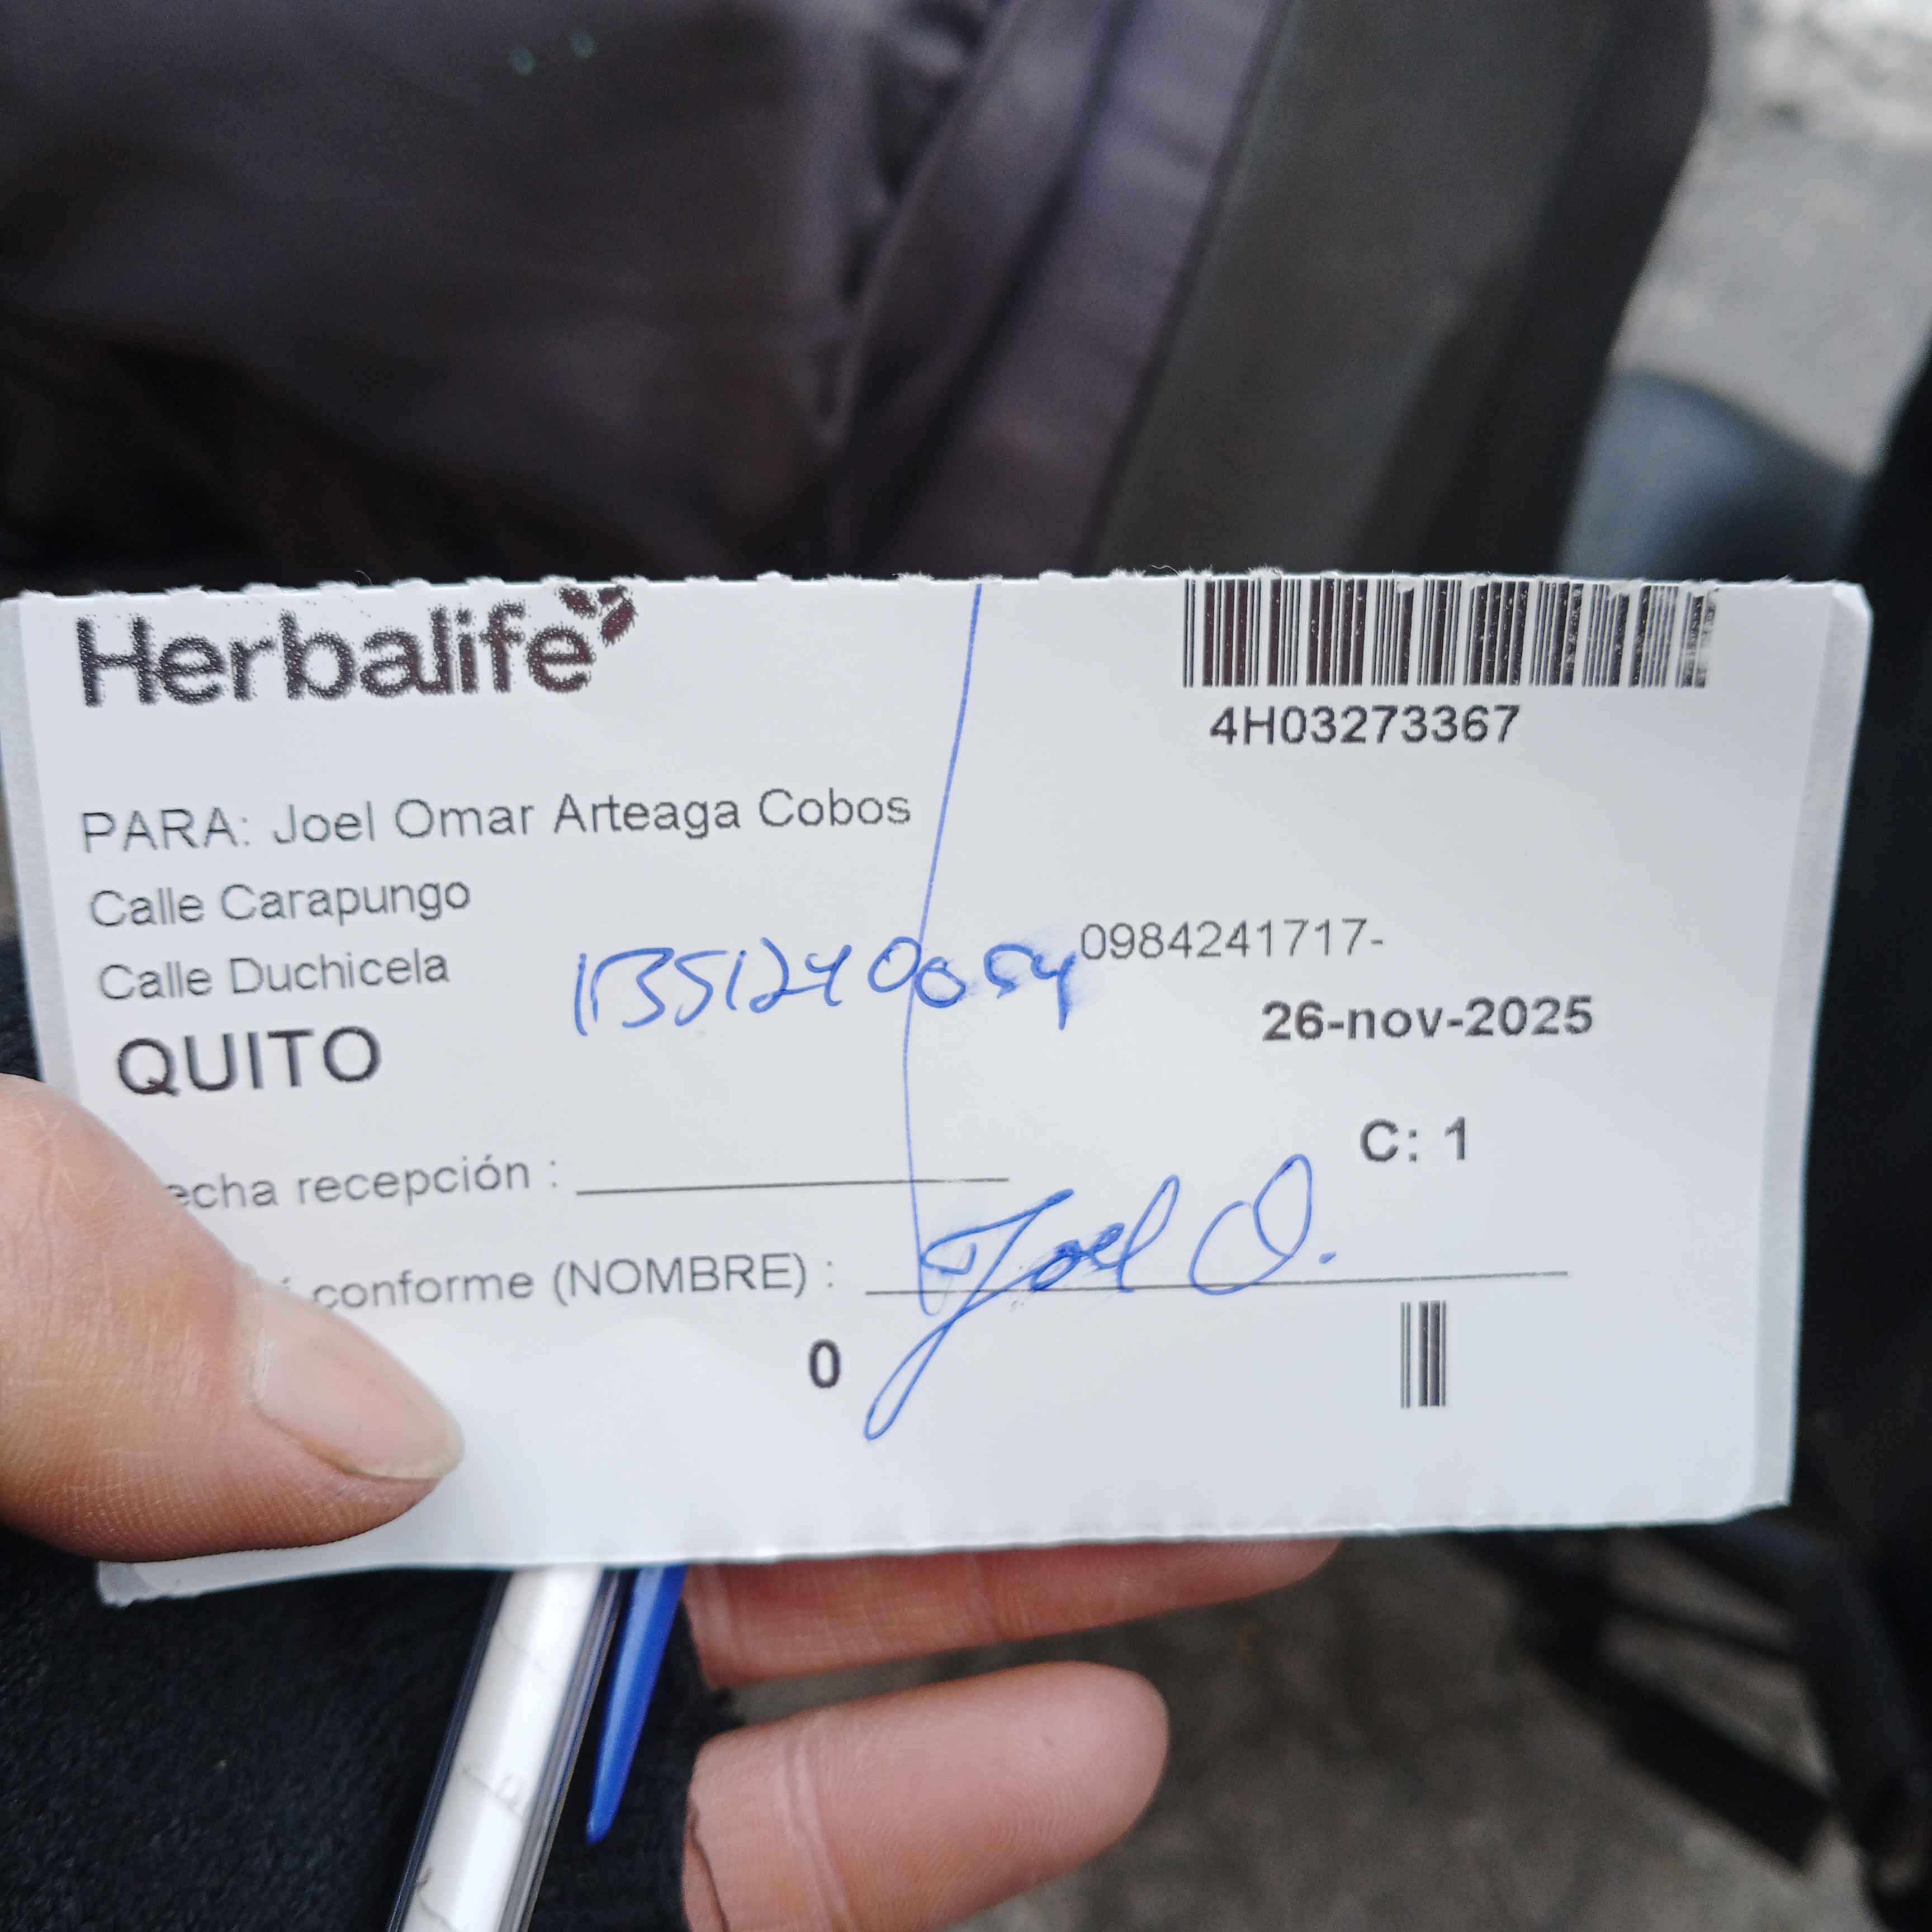 Herbalife
4H03273367
PARA: Joel Omar Arteaga Cobos
Calle Carapungo
Calle Duchicela
1351240054
0984241717-
QUITO
26-nov-2025
C: 1
echa recepción :
conforme (NOMBRE) :
Joel O.
0